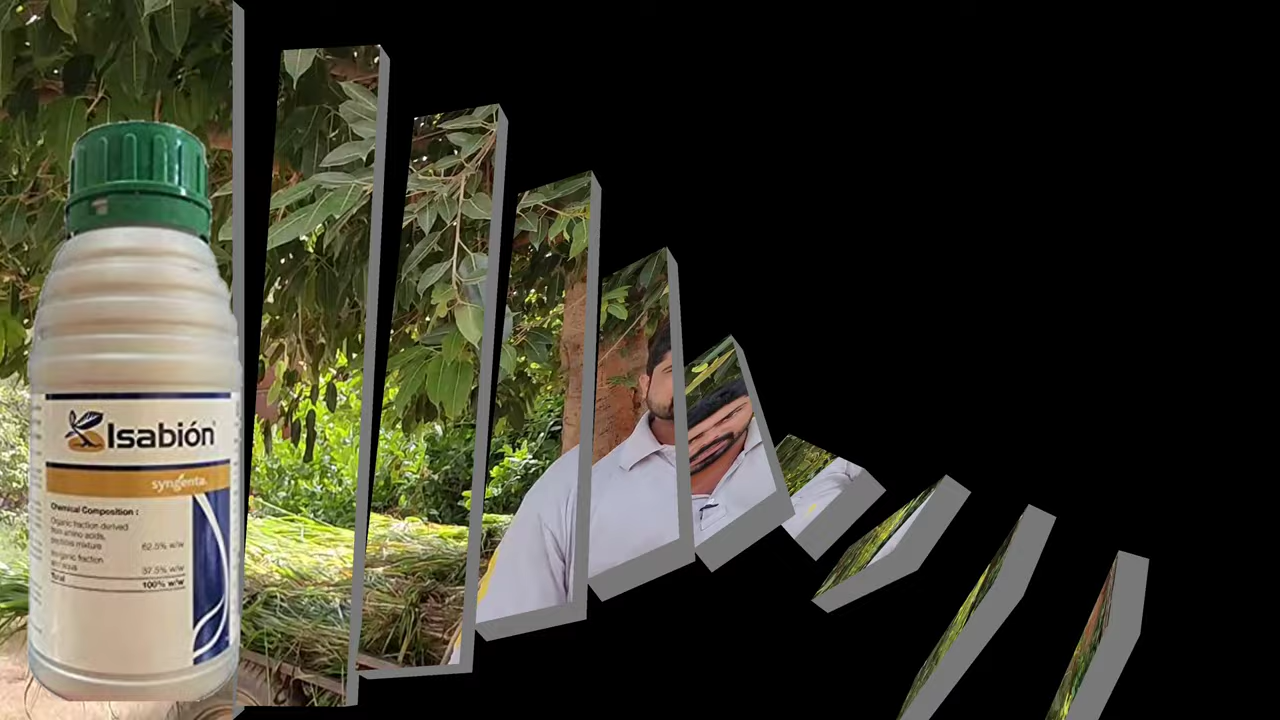 Isabión
syngenta.
Chemical Composition :
Organic fraction derived
from amino acids,
peptides mixture 62.5% w/w
Inorganic fraction
37.5% w/w
Total 100% w/w